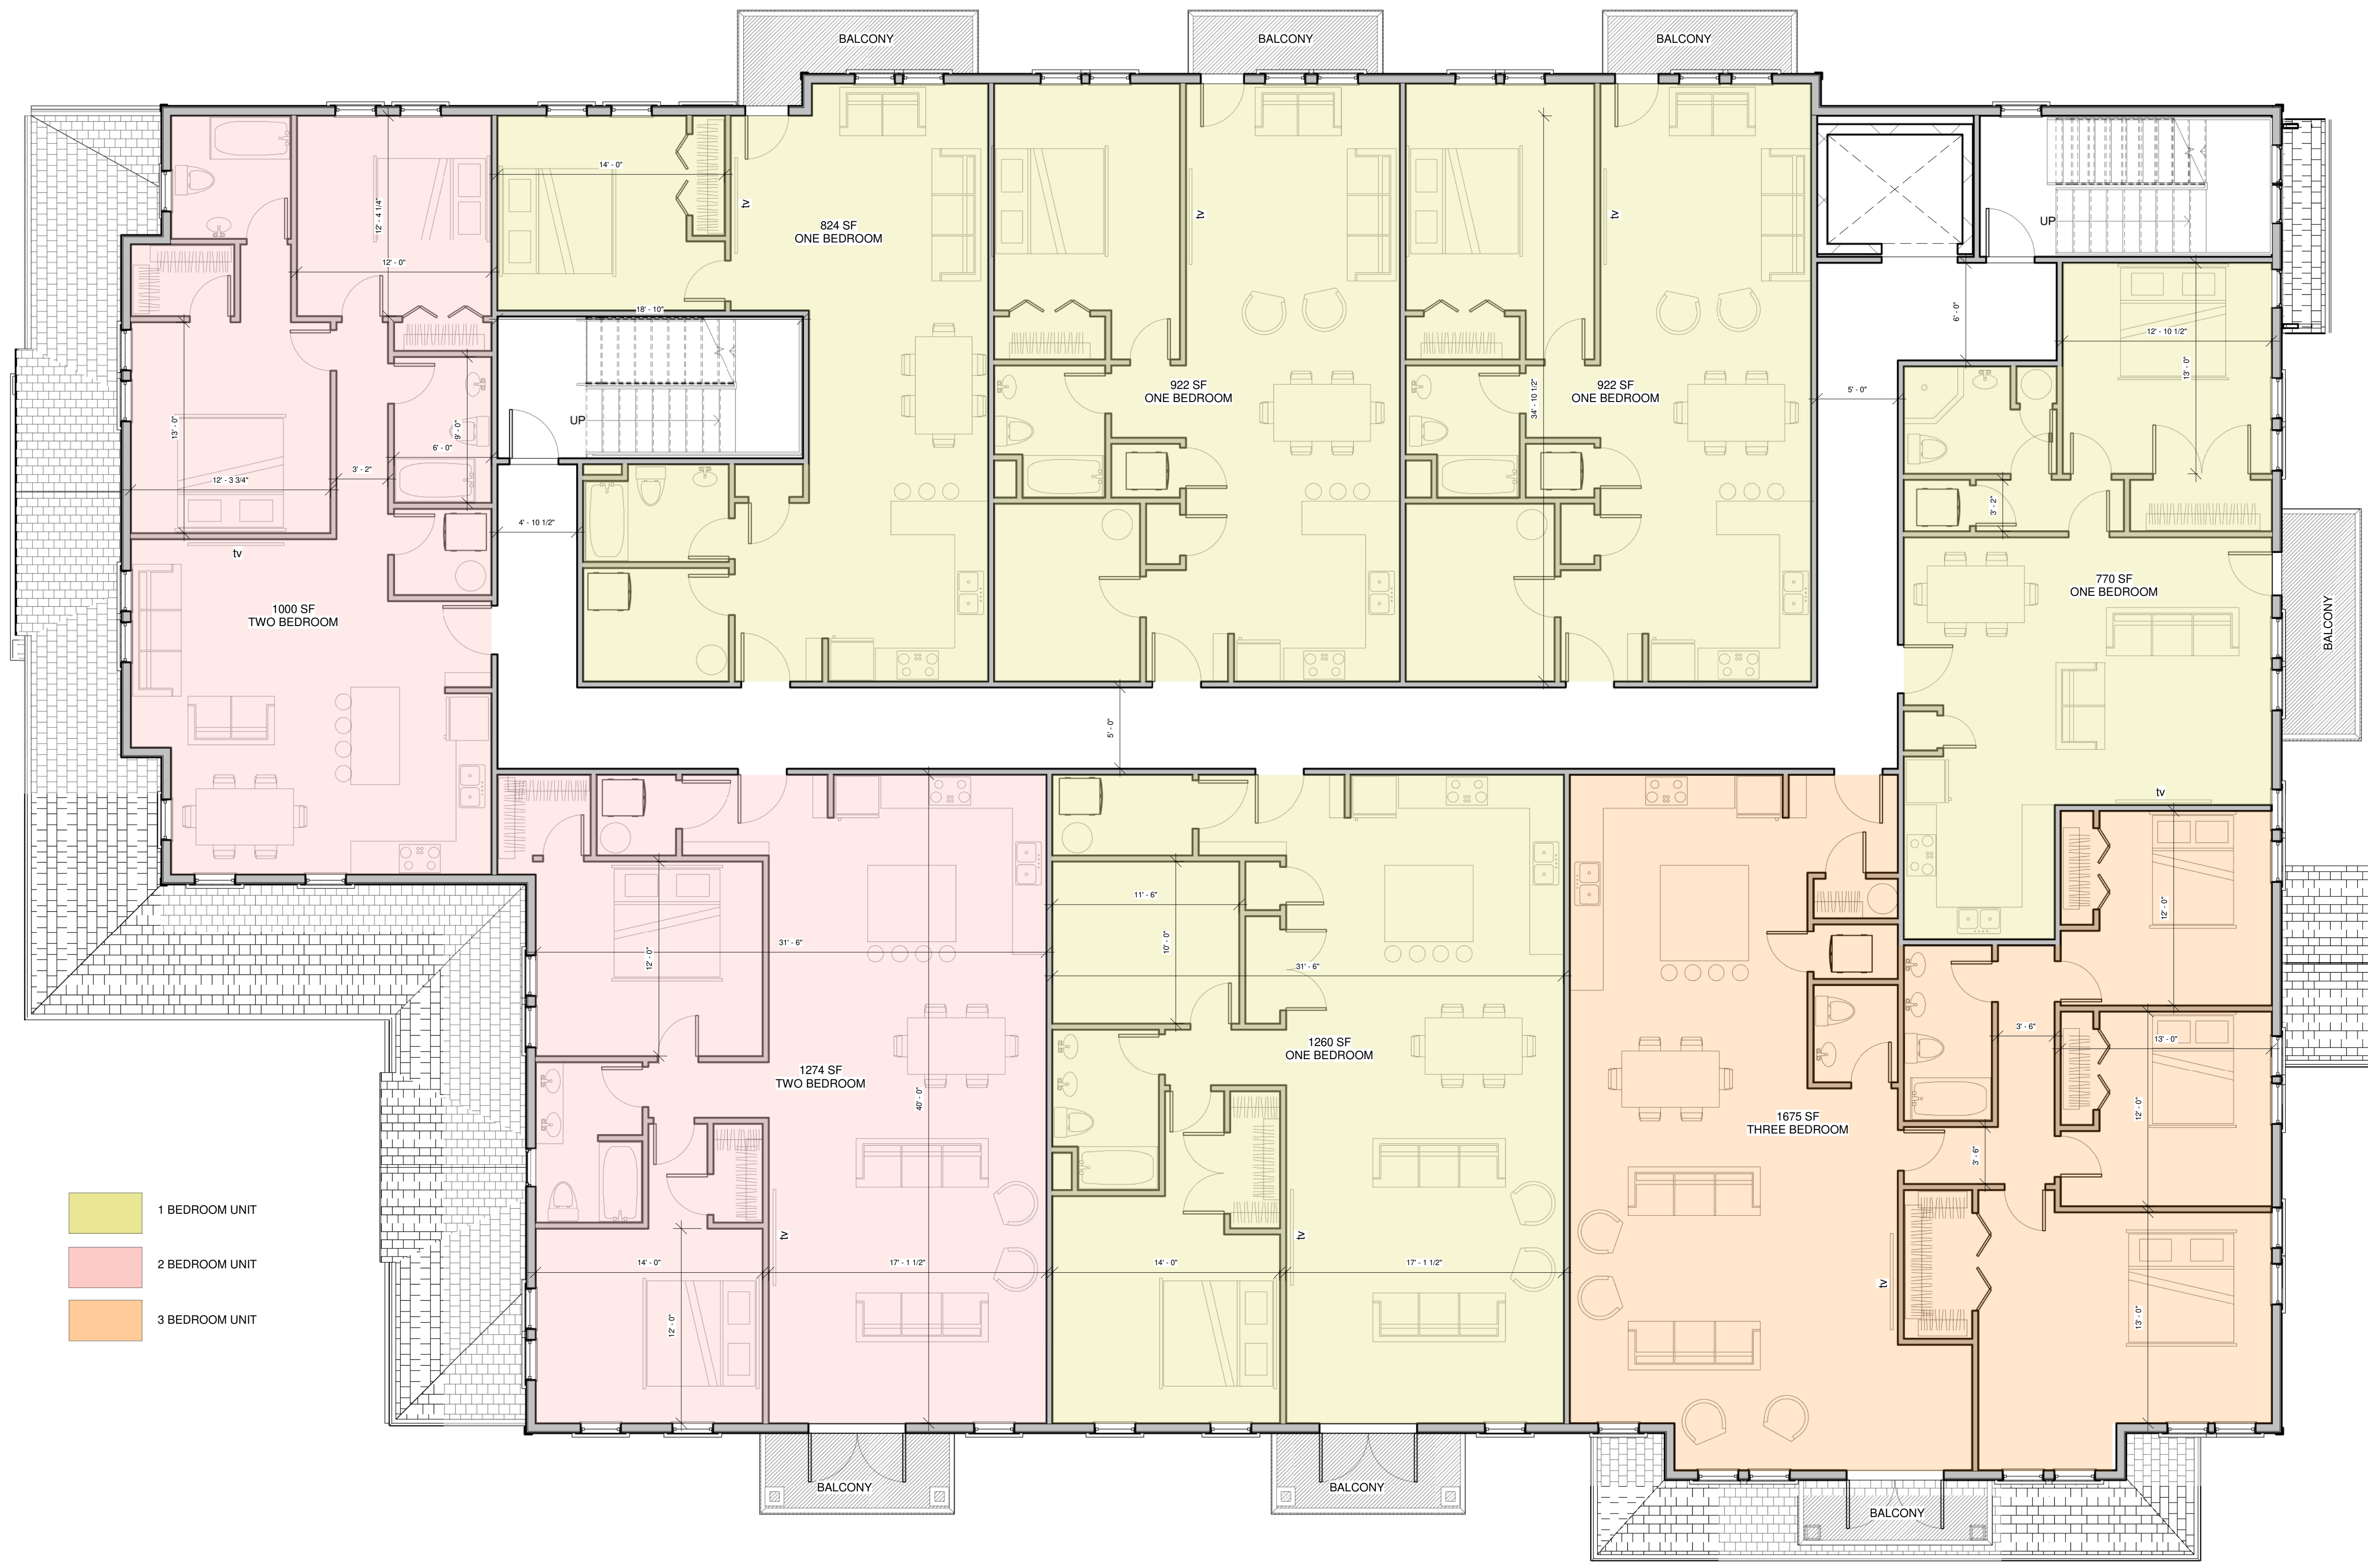 BALCONY
BALCONY
BALCONY
14' - 0"
12' - 4 1/4"
tv
tv
tv
824 SF
ONE BEDROOM
UP
12' - 0"
18' - 10"
6' - 0"
12' - 10 1/2"
13' - 0"
922 SF
ONE BEDROOM
34' - 10 1/2"
922 SF
ONE BEDROOM
5' - 0"
UP
13' - 0"
9' - 0"
6' - 0"
3' - 2"
12' - 3 3/4"
4' - 10 1/2"
3' - 2"
tv
1000 SF
TWO BEDROOM
770 SF
ONE BEDROOM
BALCONY
5' - 0"
tv
11' - 6"
12' - 0"
31' - 6"
10' - 0"
31' - 6"
12' - 0"
3' - 6"
13' - 0"
1260 SF
ONE BEDROOM
1274 SF
TWO BEDROOM
40' - 0"
12' - 0"
1675 SF
THREE BEDROOM
3' - 6"
1 BEDROOM UNIT
tv
tv
14' - 0"
17' - 1 1/2"
14' - 0"
17' - 1 1/2"
2 BEDROOM UNIT
tv
12' - 0"
13' - 0"
3 BEDROOM UNIT
BALCONY
BALCONY
BALCONY